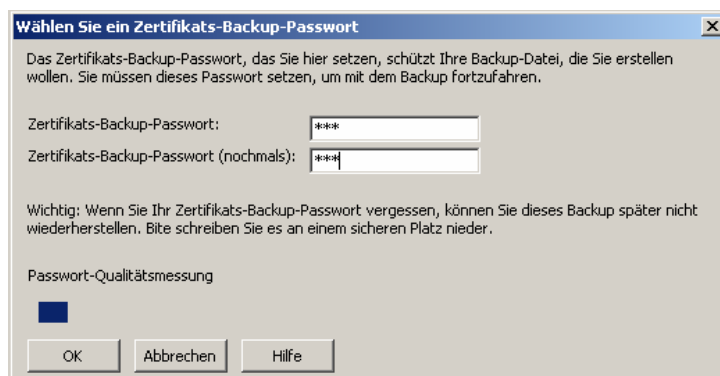 Wählen Sie ein Zertifikats-Backup-Passwort
Das Zertifikats-Backup-Passwort, das Sie hier setzen, schützt Ihre Backup-Datei, die Sie erstellen
wollen. Sie müssen dieses Passwort setzen, um mit dem Backup fortzufahren.
Zertifikats-Backup-Passwort: ***
Zertifikats-Backup-Passwort (nochmals): ***
Wichtig: Wenn Sie Ihr Zertifikats-Backup-Passwort vergessen, können Sie dieses Backup später nicht
wiederherstellen. Bite schreiben Sie es an einem sicheren Platz nieder.
Passwort-Qualitätsmessung
OK Abbrechen Hilfe